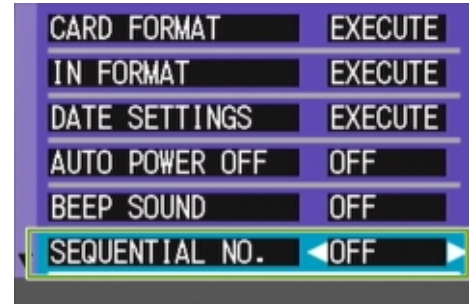 CARD FORMAT EXECUTE
IN FORMAT EXECUTE
DATE SETTINGS EXECUTE
AUTO POWER OFF OFF
BEEP SOUND OFF
SEQUENTIAL NO. OFF